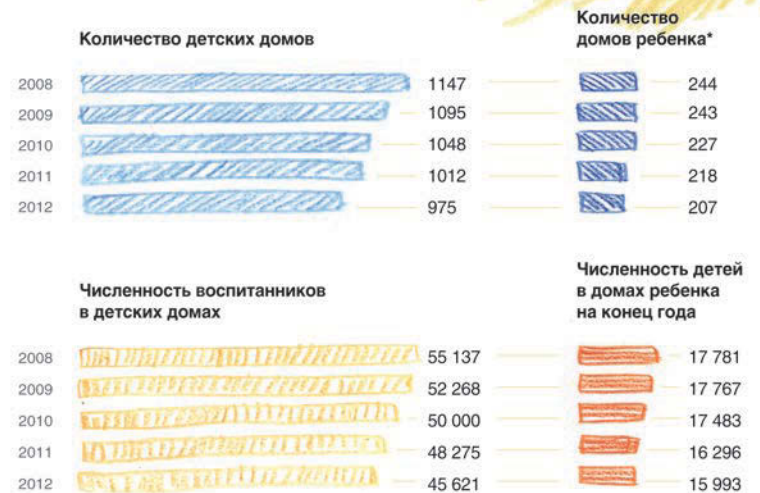 Количество детских домов
Количество
домов ребенка*
2008 1147 244
2009 1095 243
2010 1048 227
2011 1012 218
2012 975 207
Численность воспитанников
в детских домах
Численность детей
в домах ребенка
на конец года
2008 55 137 17 781
2009 52 268 17 767
2010 50 000 17 483
2011 48 275 16 296
2012 45 621 15 993